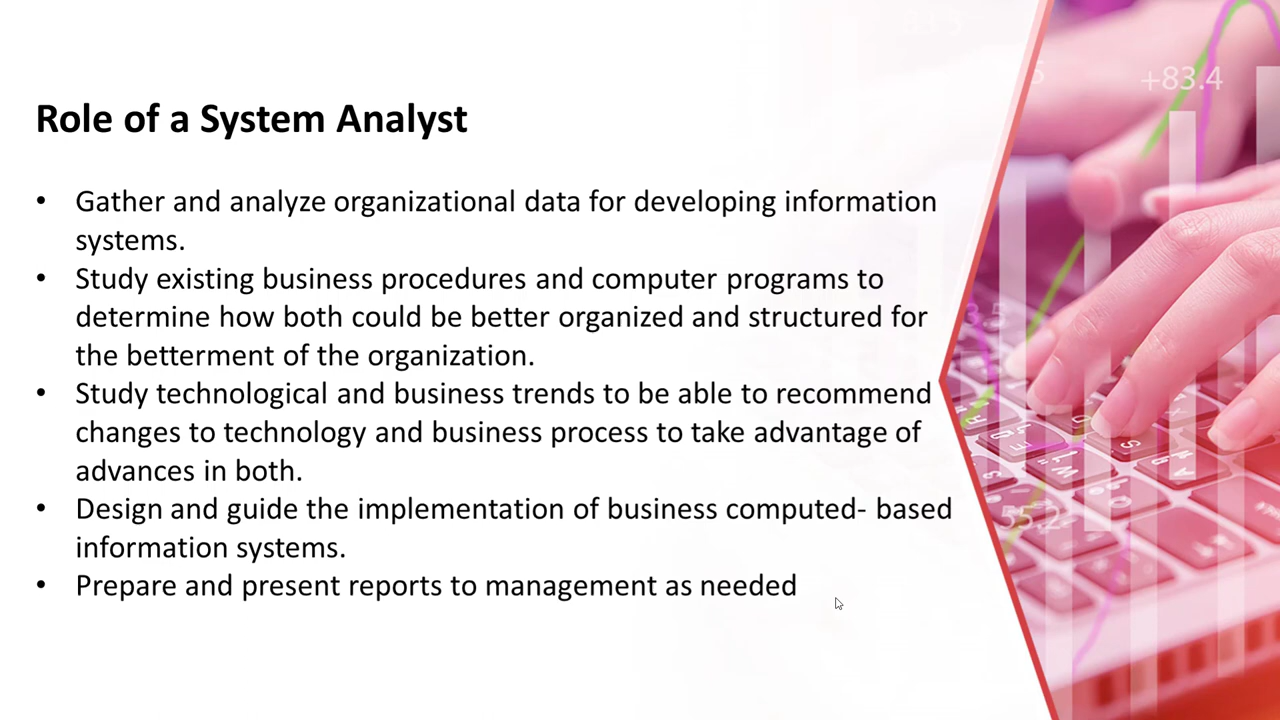 Role of a System Analyst
• Gather and analyze organizational data for developing information
systems.
• Study existing business procedures and computer programs to
determine how both could be better organized and structured for
the betterment of the organization.
• Study technological and business trends to be able to recommend
changes to technology and business process to take advantage of
advances in both.
• Design and guide the implementation of business computed- based
information systems.
• Prepare and present reports to management as needed
+83.4
3.5
55.2